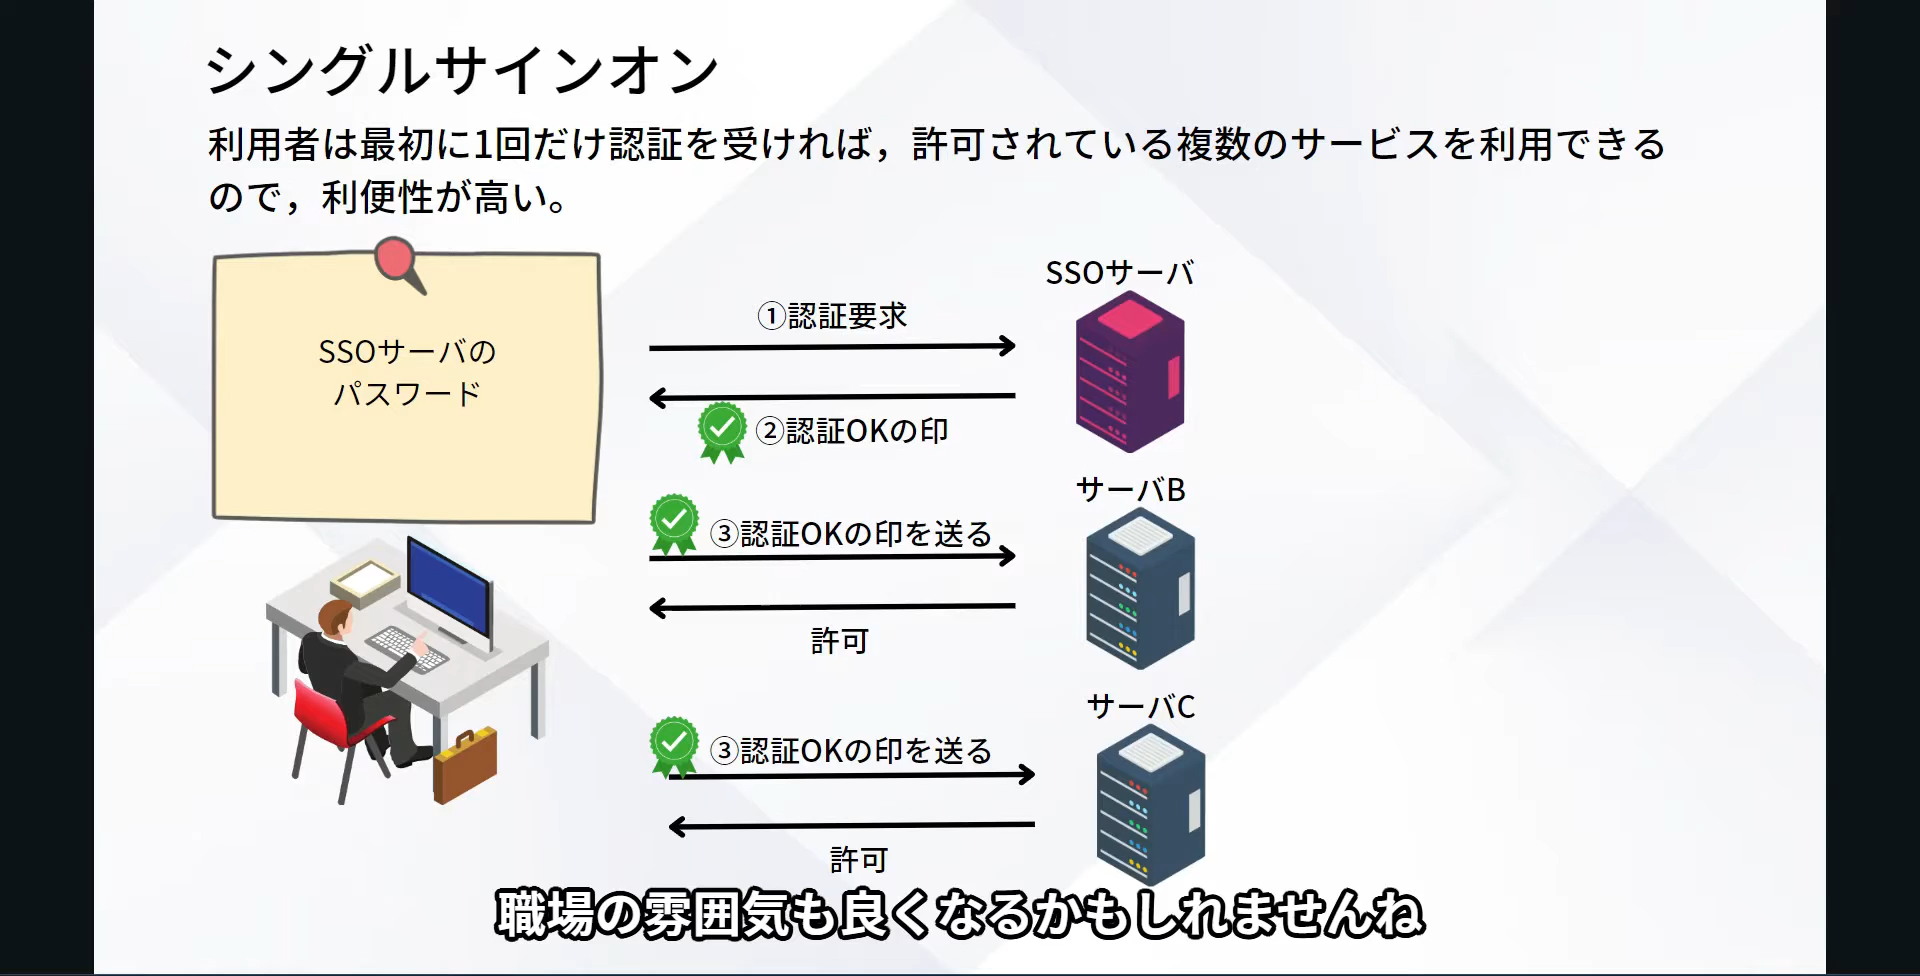 シングルサインオン
利用者は最初に1回だけ認証を受ければ，許可されている複数のサービスを利用できる
ので，利便性が高い。
SSOサーバの
パスワード
SSOサーバ
①認証要求
②認証OKの印
サーバB
③認証OKの印を送る
許可
サーバC
③認証OKの印を送る
許可
職場の雰囲気も良くなるかもしれませんね